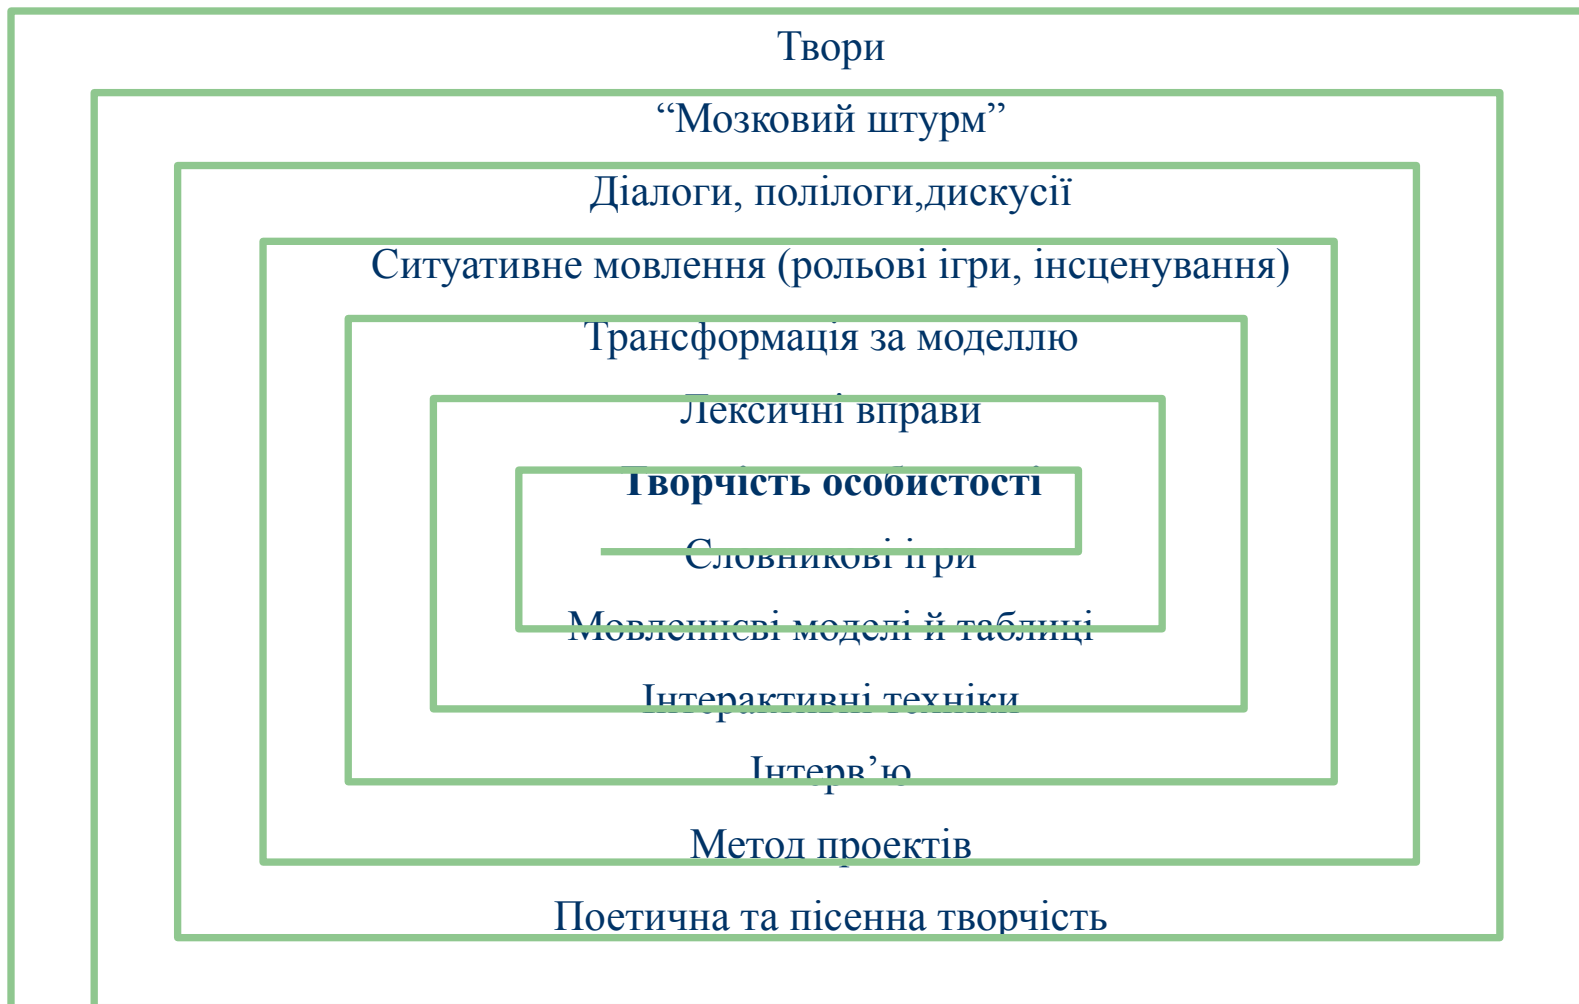 Твори
“Мозковий штурм”
Діалоги, полілоги,дискусії
Ситуативне мовлення (рольові ігри, інсценування)
Трансформація за моделлю
Лексичні вправи
Творчість особистості
Словникові ігри
Мовленнєві моделі й таблиці
Інтерактивні техніки
Інтерв’ю
Метод проектів
Поетична та пісенна творчість